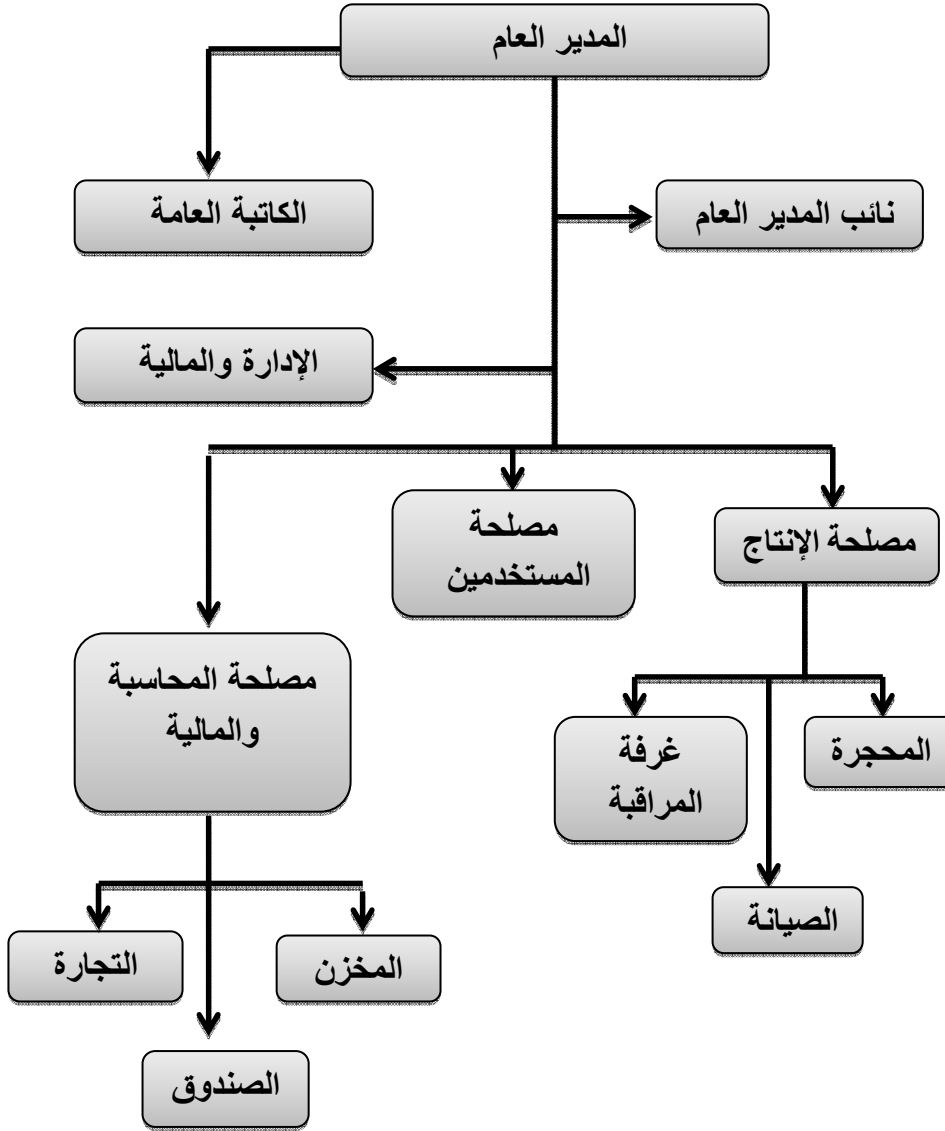 المدير العام
نائب المدير العام
الكاتبة العامة
الإدارة والمالية
مصلحة الإنتاج
مصلحة
المستخدمين
مصلحة المحاسبة
والمالية
المحجرة
غرفة
المراقبة
الصيانة
المخزن
التجارة
الصندوق